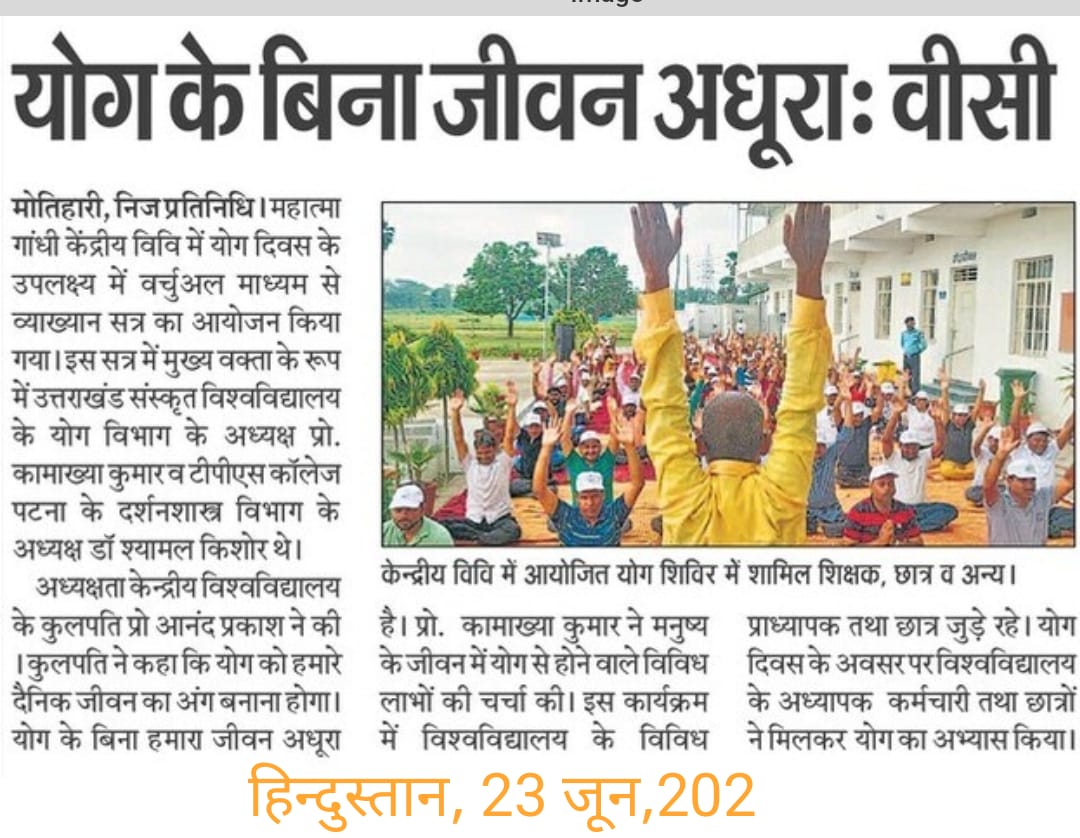 योग के बिना जीवन अधूराः वीसी
मोतिहारी, निज प्रतिनिधि। महात्मा
गांधी केंद्रीय विवि में योग दिवस के
उपलक्ष्य में वर्चुअल माध्यम से
व्याख्यान सत्र का आयोजन किया
गया। इस सत्र में मुख्य वक्ता के रूप
में उत्तराखंड संस्कृत विश्वविद्यालय
के योग विभाग के अध्यक्ष प्रो.
कामाख्या कुमार व टीपीएस कॉलेज
पटना के दर्शनशास्त्र विभाग के
अध्यक्ष डॉ श्यामल किशोर थे।
अध्यक्षता केन्द्रीय विश्वविद्यालय
के कुलपति प्रो आनंद प्रकाश ने की
। कुलपति ने कहा कि योग को हमारे
दैनिक जीवन का अंग बनाना होगा।
योग के बिना हमारा जीवन अधूरा
केन्द्रीय विवि में आयोजित योग शिविर में शामिल शिक्षक, छात्र व अन्य।
है। प्रो. कामाख्या कुमार ने मनुष्य
के जीवन में योग से होने वाले विविध
लाभों की चर्चा की। इस कार्यक्रम
में विश्वविद्यालय के विविध
प्राध्यापक तथा छात्र जुड़े रहे। योग
दिवस के अवसर पर विश्वविद्यालय
के अध्यापक कर्मचारी तथा छात्रों
ने मिलकर योग का अभ्यास किया।
हिन्दुस्तान, 23 जून,202